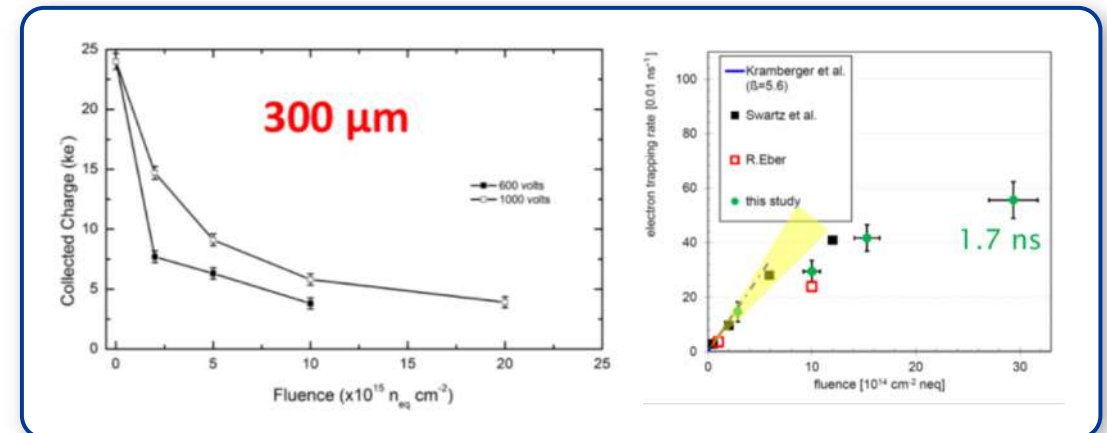 25
20
15
10
5
0
0
5
10
15
20
25
Collected Charge (ke⁻)
Fluence (x10¹⁵ n_eq cm⁻²)
300 µm
600 volts
1000 volts
electron trapping rate [0.01 ns⁻¹]
100
80
60
40
20
0
0
10
20
30
fluence [10¹⁴ cm⁻² neq]
Kramberger et al.
(ß=5.6)
Swartz et al.
R.Eber
this study
1.7 ns